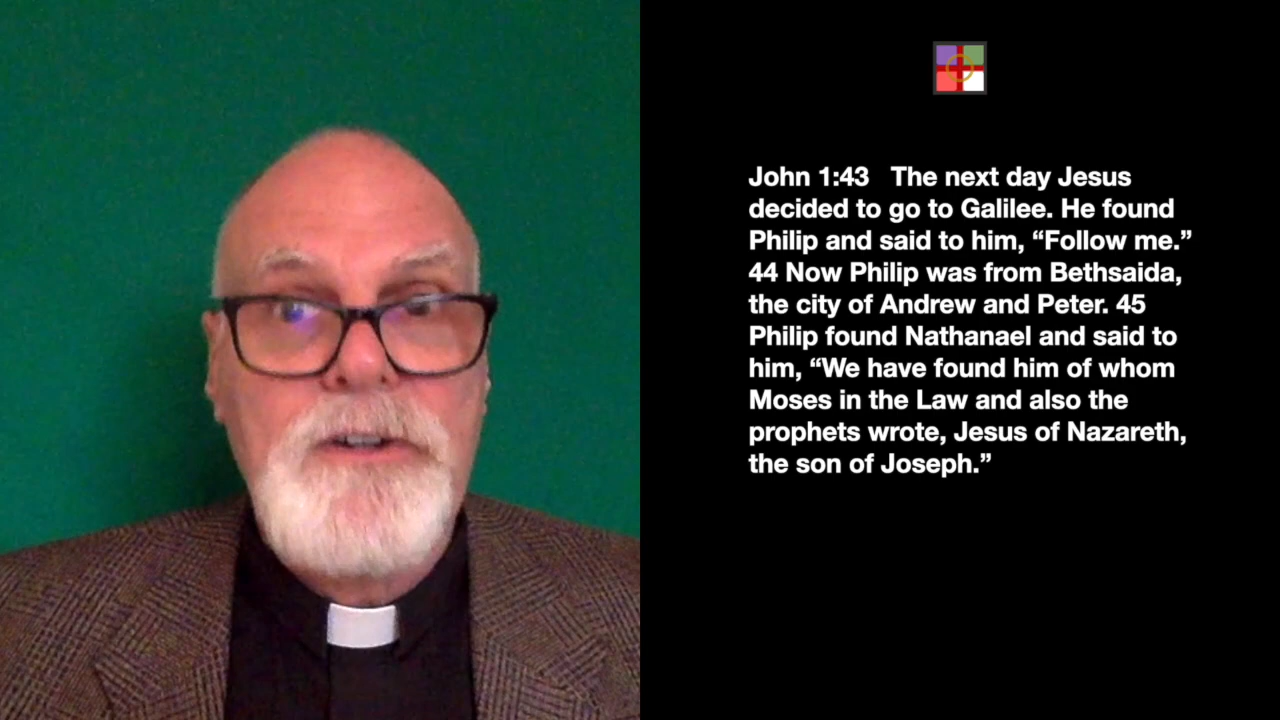 John 1:43   The next day Jesus
decided to go to Galilee. He found
Philip and said to him, “Follow me.”
44 Now Philip was from Bethsaida,
the city of Andrew and Peter. 45
Philip found Nathanael and said to
him, “We have found him of whom
Moses in the Law and also the
prophets wrote, Jesus of Nazareth,
the son of Joseph.”